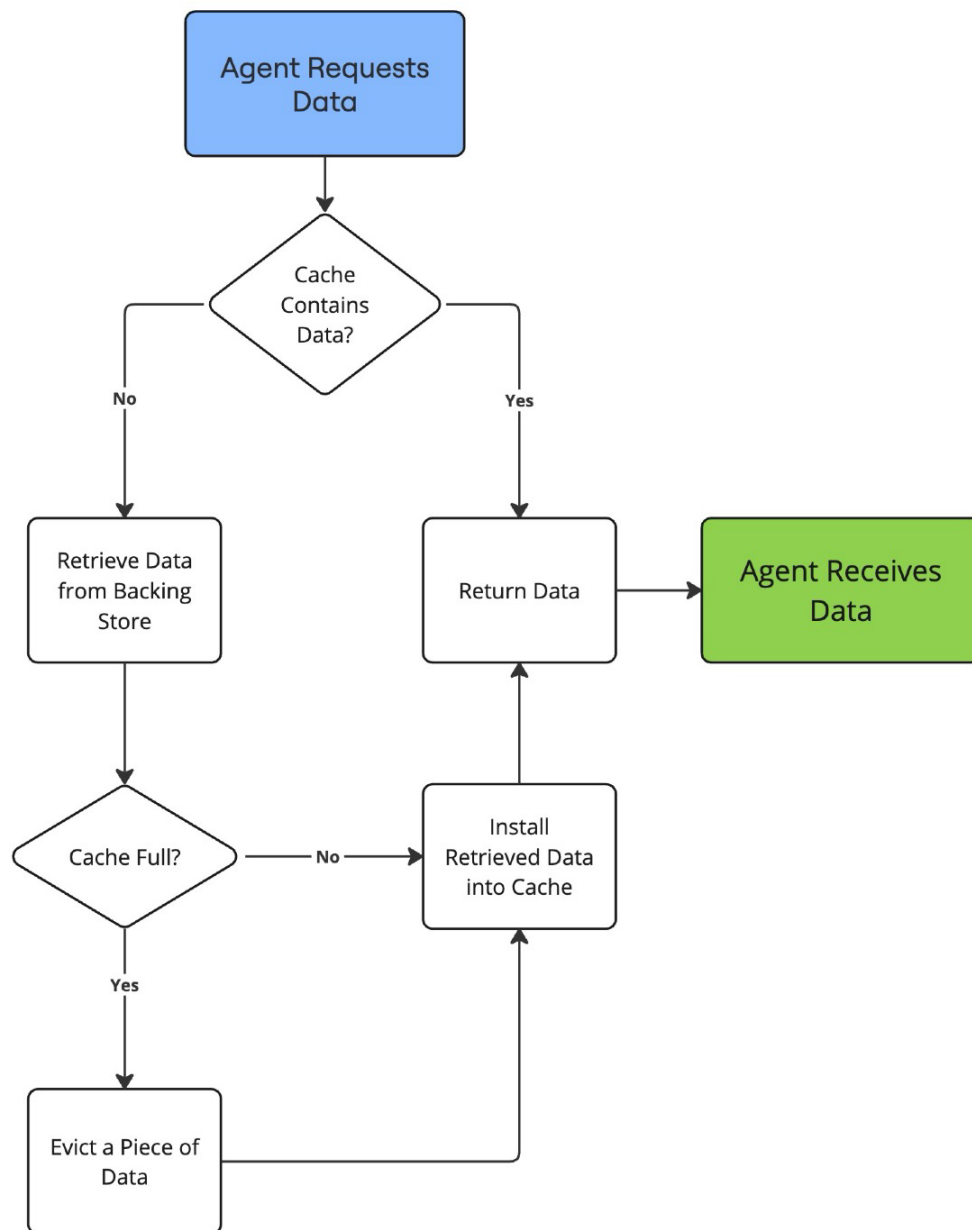 Agent Requests
Data
Cache
Contains
Data?
No
Yes
Retrieve Data
from Backing
Store
Return Data
Agent Receives
Data
Cache Full?
No
Install
Retrieved Data
into Cache
Yes
Evict a Piece of
Data